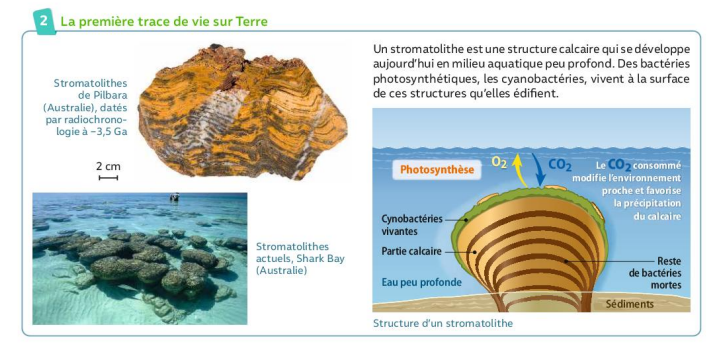 2 La première trace de vie sur Terre
Stromatolithes
de Pilbara
(Australie), datés
par radiochrono-
logie à –3,5 Ga
2 cm
Stromatolithes
actuels, Shark Bay
(Australie)
Un stromatolithe est une structure calcaire qui se développe
aujourd’hui en milieu aquatique peu profond. Des bactéries
photosynthétiques, les cyanobactéries, vivent à la surface
de ces structures qu’elles édifient.
Photosynthèse
O2
CO2
Le CO2 consommé
modifie l’environnement
proche et favorise
la précipitation
du calcaire
Cynobactéries
vivantes
Partie calcaire
Eau peu profonde
Reste
de bactéries
mortes
Sédiments
Structure d’un stromatolithe